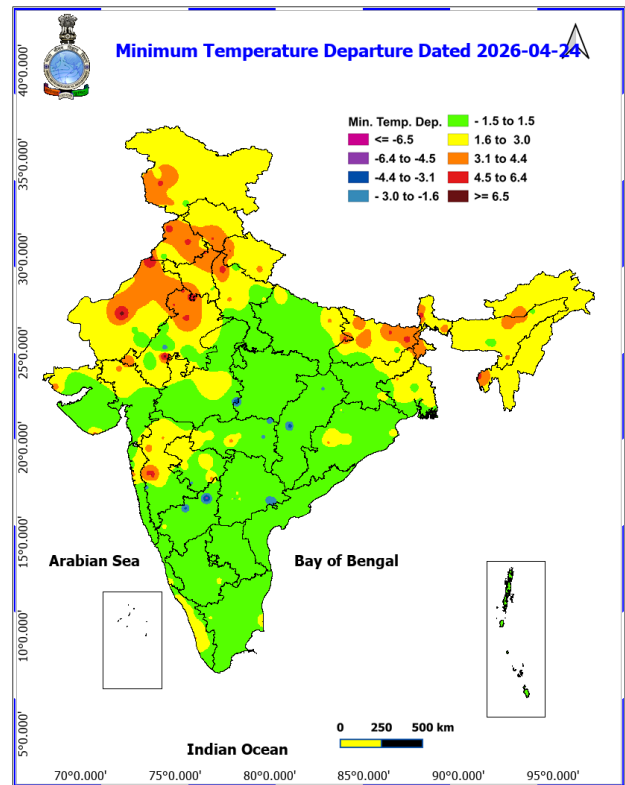 Minimum Temperature Departure Dated 2026-04-24
Min. Temp. Dep.
<= -6.5
-6.4 to -4.5
-4.4 to -3.1
- 3.0 to -1.6
- 1.5 to 1.5
1.6 to 3.0
3.1 to 4.4
4.5 to 6.4
>= 6.5
40°0.000'
35°0.000'
30°0.000'
25°0.000'
20°0.000'
15°0.000'
10°0.000'
5°0.000'
Arabian Sea
Bay of Bengal
Indian Ocean
0 250 500 km
70°0.000' 75°0.000' 80°0.000' 85°0.000' 90°0.000' 95°0.000'